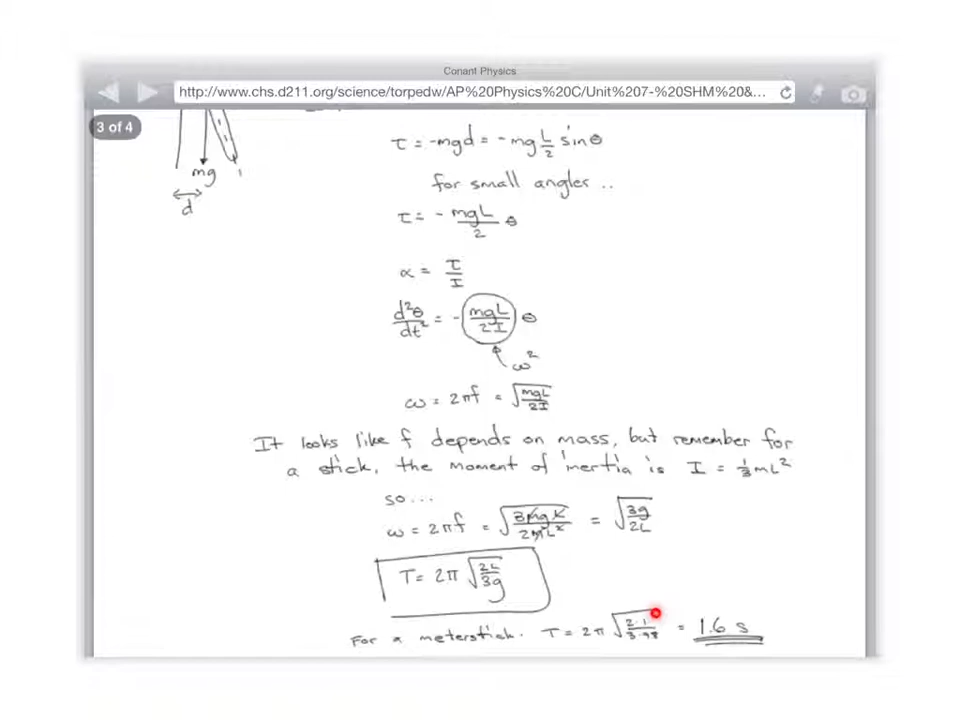 Conant Physics
http://www.chs.d211.org/science/torpedw/AP%20Physics%20C/Unit%207-%20SHM%20&...
3 of 4
τ = -mgd = -mg L/2 sinθ
mg
for small angles ..
d
τ = - mgL/2 θ
α = τ/I
d²θ/dt² = - mgL/2I θ
ω²
ω = 2πf = √(mgL/2I)
It looks like f depends on mass, but remember for
a stick, the moment of inertia is I = 1/3 mL²
so...
ω = 2πf = √(3mgL/2mL²) = √(3g/2L)
T = 2π √(2L/3g)
For a meterstick. T = 2π √(2·1/3·9.8) = 1.6 s